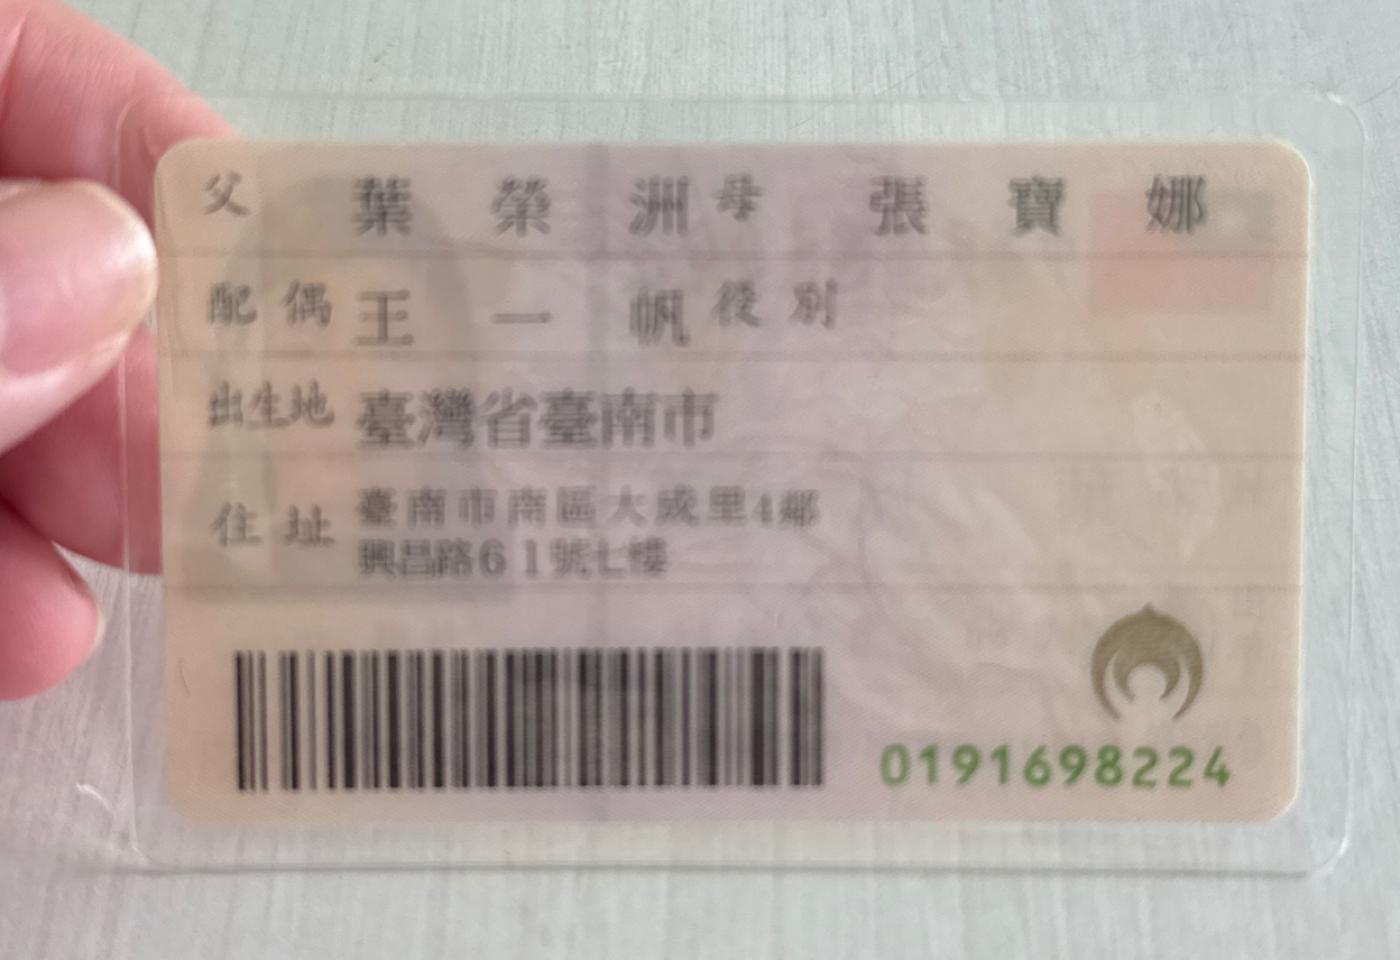 父 葉榮洲 母 張寶娜
配偶 王一帆 役別
出生地 臺灣省臺南市
住址 臺南市南區大成里4鄰
興昌路61號七樓
0191698224